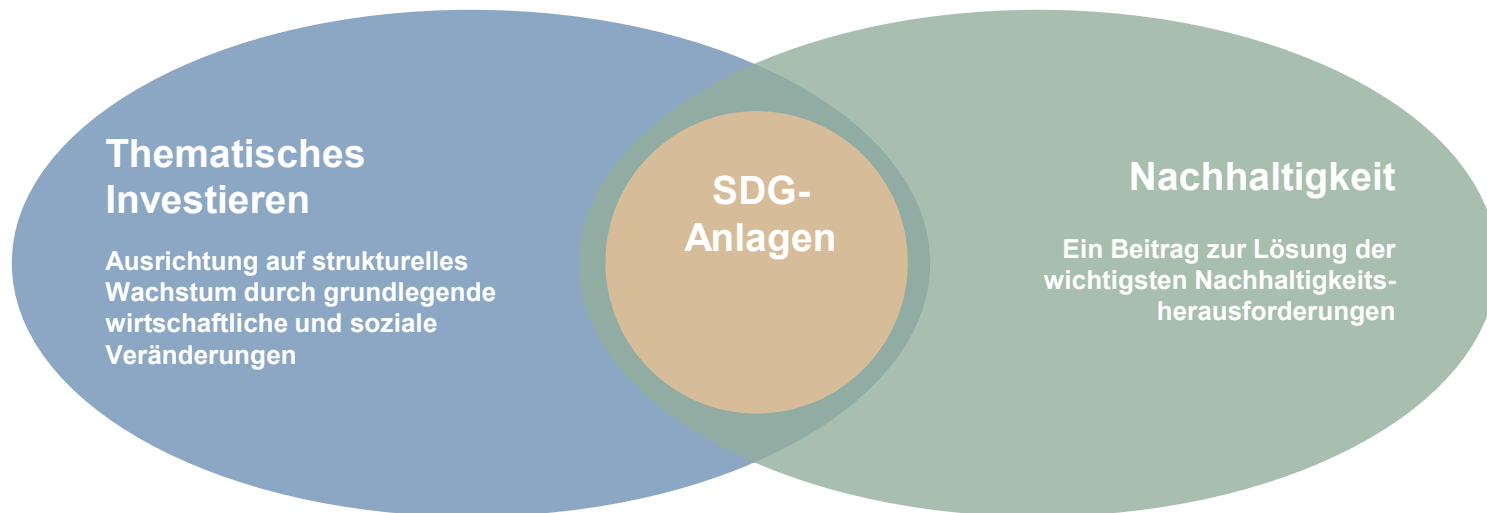 Thematisches
Investieren
Ausrichtung auf strukturelles
Wachstum durch grundlegende
wirtschaftliche und soziale
Veränderungen
SDG-
Anlagen
Nachhaltigkeit
Ein Beitrag zur Lösung der
wichtigsten Nachhaltigkeits-
herausforderungen